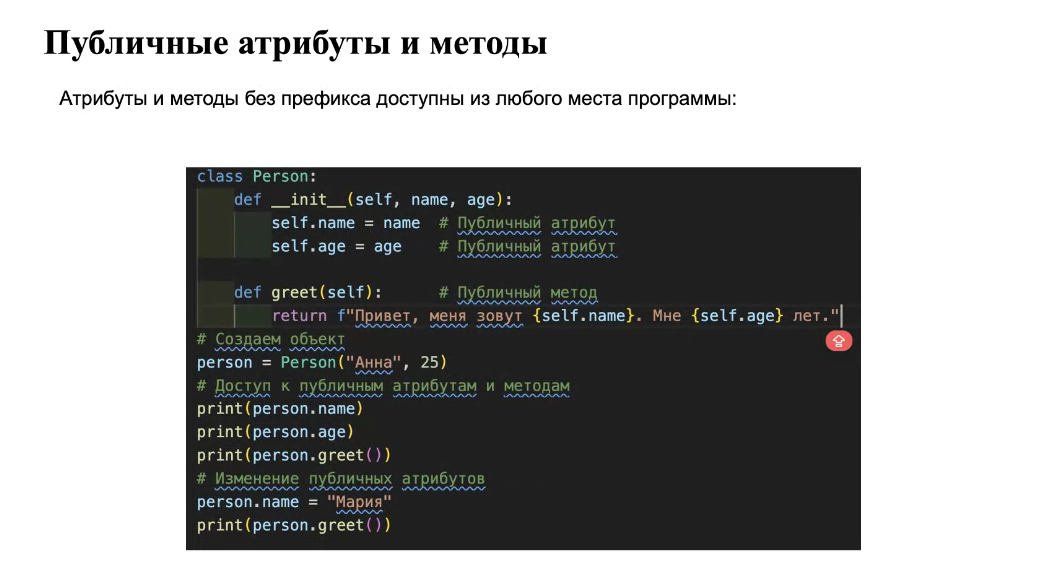 Публичные атрибуты и методы
Атрибуты и методы без префикса доступны из любого места программы:
class Person:
    def __init__(self, name, age):
        self.name = name  # Публичный атрибут
        self.age = age    # Публичный атрибут

    def greet(self):      # Публичный метод
        return f"Привет, меня зовут {self.name}. Мне {self.age} лет."
# Создаем объект
person = Person("Анна", 25)
# Доступ к публичным атрибутам и методам
print(person.name)
print(person.age)
print(person.greet())
# Изменение публичных атрибутов
person.name = "Мария"
print(person.greet())